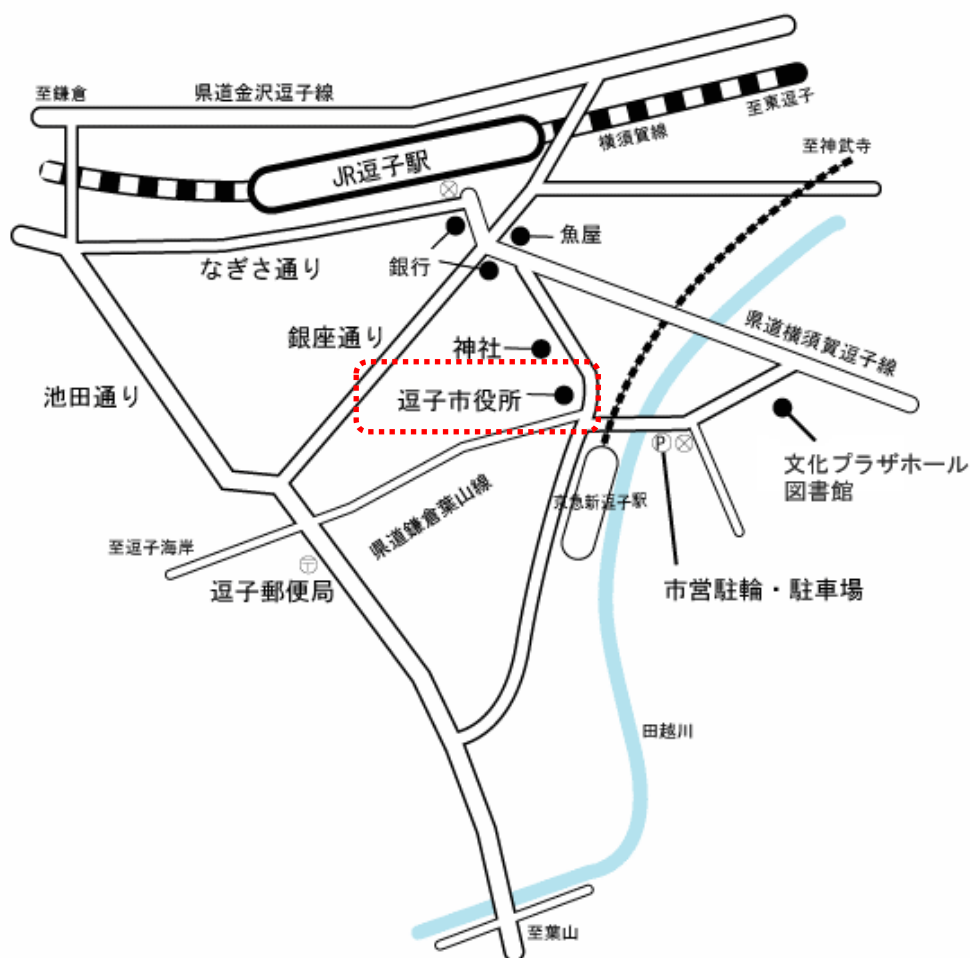 至鎌倉
県道金沢逗子線
至東逗子
横須賀線
至神武寺
JR逗子駅
魚屋
なぎさ通り
銀行
銀座通り
県道横須賀逗子線
神社
池田通り
逗子市役所
P
文化プラザホール
図書館
京急新逗子駅
県道鎌倉葉山線
至逗子海岸
〒
逗子郵便局
市営駐輪・駐車場
田越川
至葉山